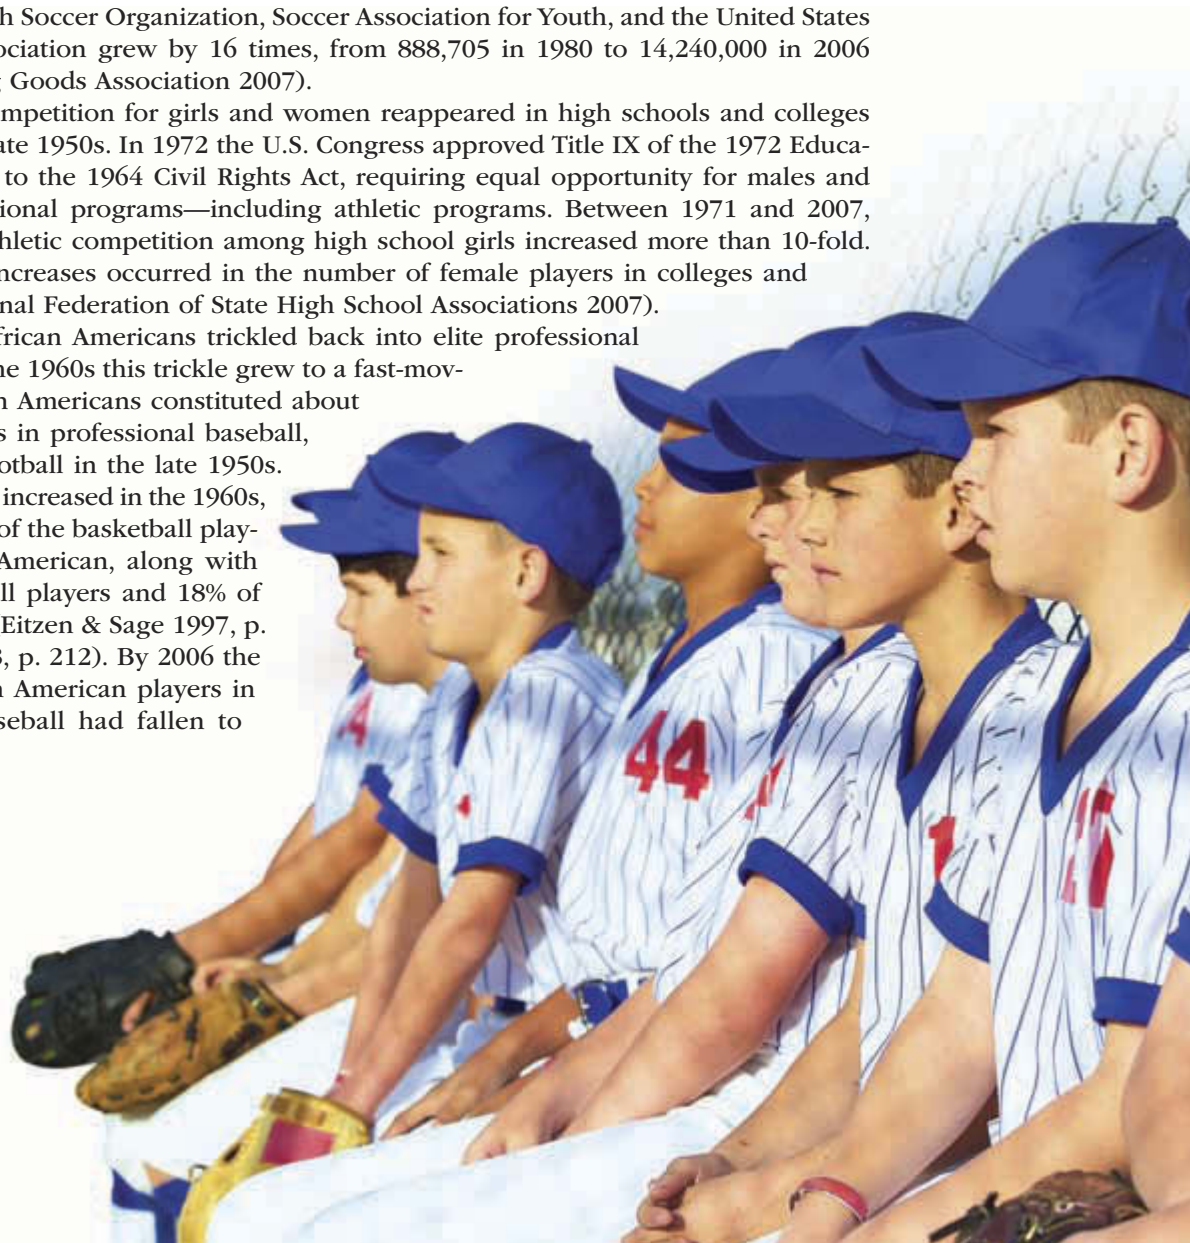 h Soccer Organization, Soccer Association for Youth, and the United States
ociation grew by 16 times, from 888,705 in 1980 to 14,240,000 in 2006
Goods Association 2007).
mpetition for girls and women reappeared in high schools and colleges
ate 1950s. In 1972 the U.S. Congress approved Title IX of the 1972 Educa-
to the 1964 Civil Rights Act, requiring equal opportunity for males and
ional programs—including athletic programs. Between 1971 and 2007,
hletic competition among high school girls increased more than 10-fold.
ncreases occurred in the number of female players in colleges and
nal Federation of State High School Associations 2007).
frican Americans trickled back into elite professional
he 1960s this trickle grew to a fast-mov-
n Americans constituted about
s in professional baseball,
otball in the late 1950s.
increased in the 1960s,
of the basketball play-
American, along with
ll players and 18% of
Eitzen & Sage 1997, p.
, p. 212). By 2006 the
n American players in
seball had fallen to
4
4
44
1